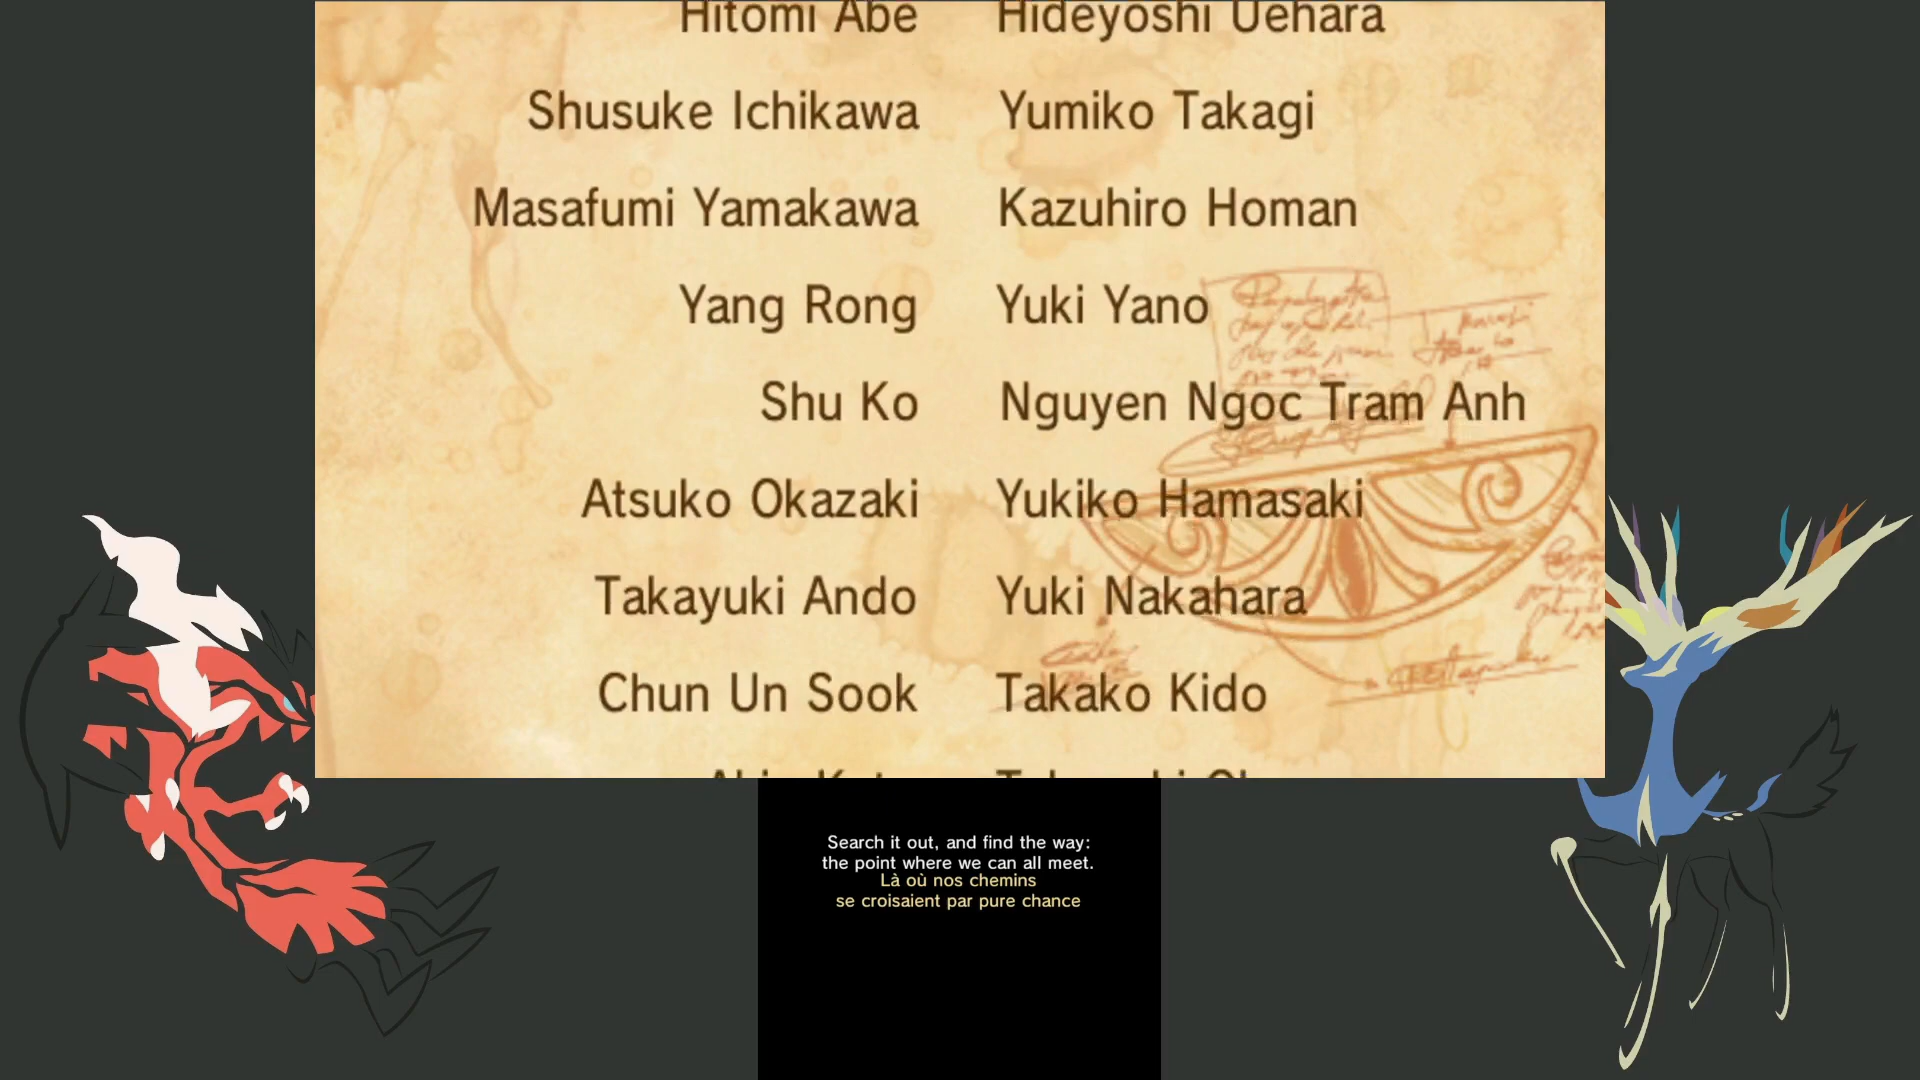 Hitomi Abe Hideyoshi Uehara
Shusuke Ichikawa Yumiko Takagi
Masafumi Yamakawa Kazuhiro Homan
Yang Rong Yuki Yano
Shu Ko Nguyen Ngoc Tram Anh
Atsuko Okazaki Yukiko Hamasaki
Takayuki Ando Yuki Nakahara
Chun Un Sook Takako Kido
Search it out, and find the way:
the point where we can all meet.
Là où nos chemins
se croisaient par pure chance